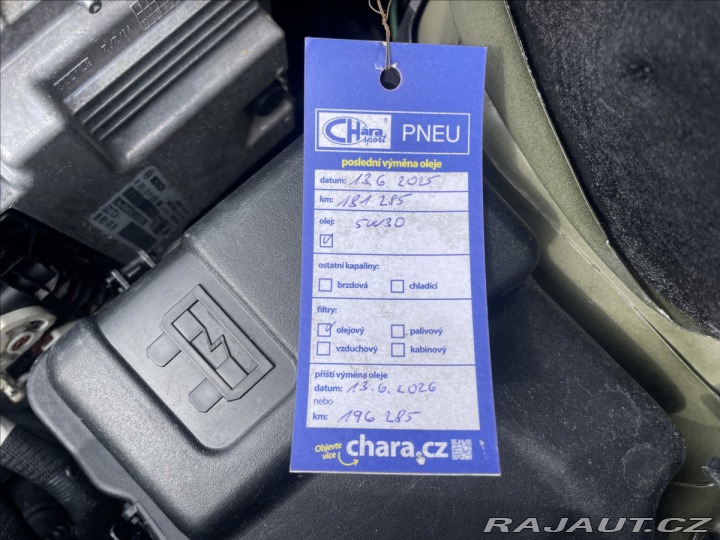 CHara
sport
PNEU
poslední výměna oleje
datum: 13.6. 2025
km: 181 285
olej: 5W30
ostatní kapaliny:
brzdová chladící
filtry:
olejový palivový
vzduchový kabinový
příští výměna oleje
datum: 13.6.2026
nebo
km: 196 285
Objevte
více chara.cz
RAJAUT.CZ